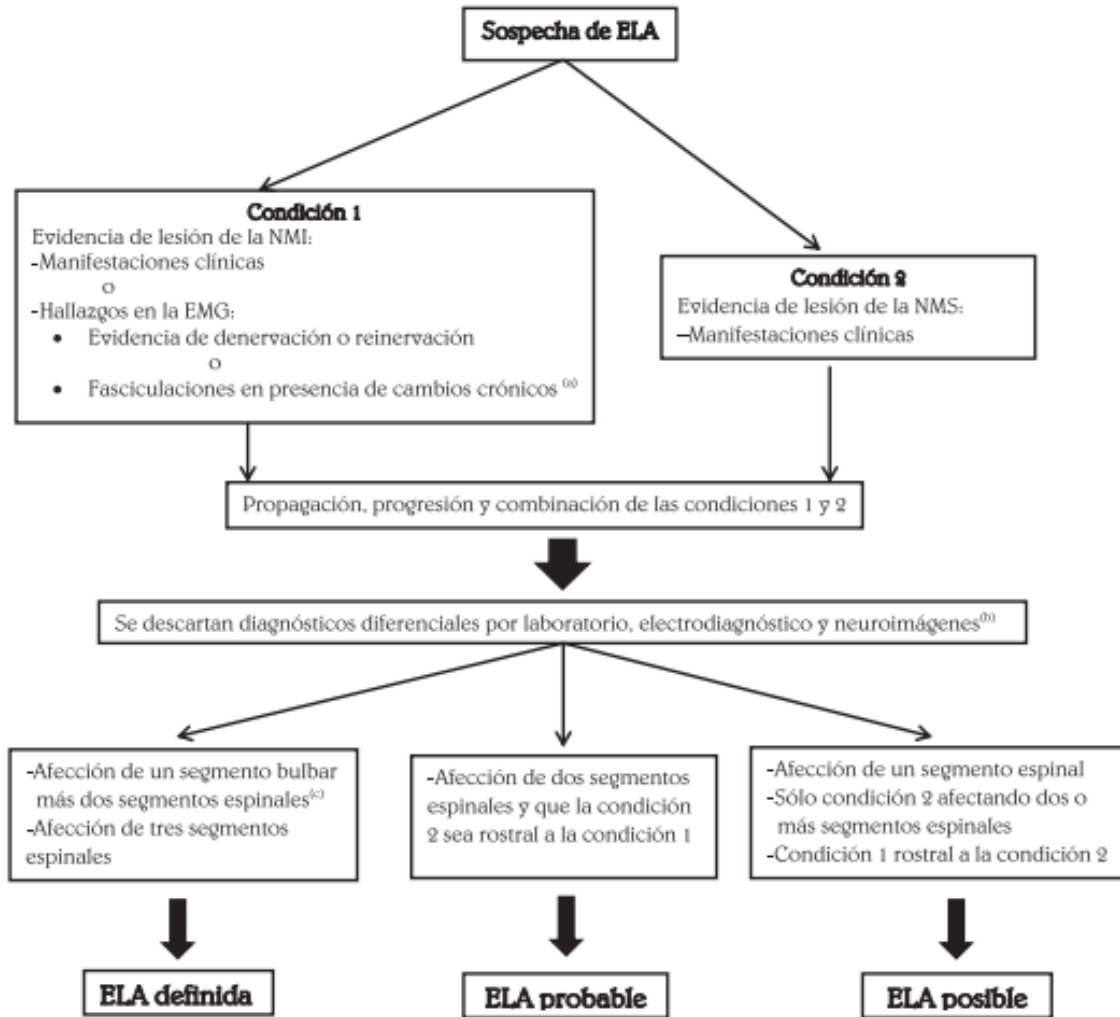 Sospecha de ELA
Condición 1
Evidencia de lesión de la NMI:
-Manifestaciones clínicas
o
-Hallazgos en la EMG:
• Evidencia de denervación o reinervación
o
• Fasciculaciones en presencia de cambios crónicos (a)
Condición 2
Evidencia de lesión de la NMS:
-Manifestaciones clínicas
Propagación, progresión y combinación de las condiciones 1 y 2
Se descartan diagnósticos diferenciales por laboratorio, electrodiagnóstico y neuroimágenes(b)
-Afección de un segmento bulbar
más dos segmentos espinales(c)
-Afección de tres segmentos
espinales
-Afección de dos segmentos
espinales y que la condición
2 sea rostral a la condición 1
-Afección de un segmento espinal
-Sólo condición 2 afectando dos o
más segmentos espinales
-Condición 1 rostral a la condición 2
ELA definida
ELA probable
ELA posible